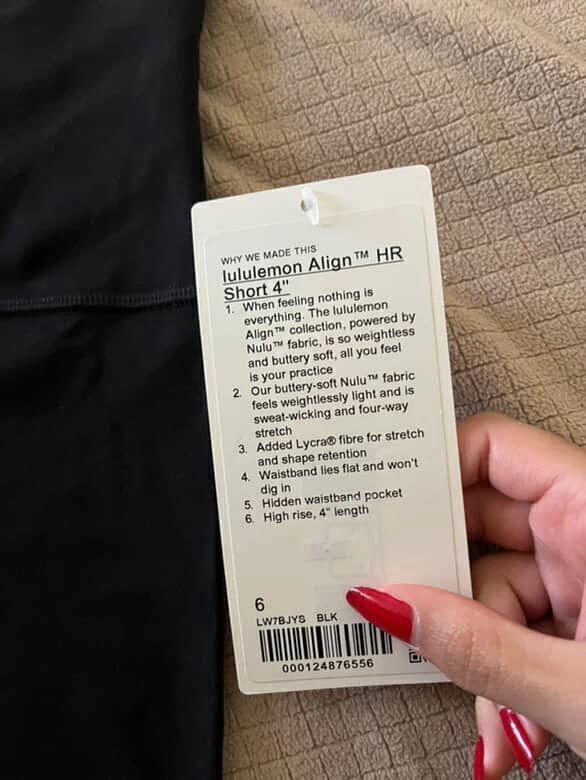 WHY WE MADE THIS
lululemon Align™ HR
Short 4"
1. When feeling nothing is
everything. The lululemon
Align™ collection, powered by
Nulu™ fabric, is so weightless
and buttery soft, all you feel
is your practice
2. Our buttery-soft Nulu™ fabric
feels weightlessly light and is
sweat-wicking and four-way
stretch
3. Added Lycra® fibre for stretch
and shape retention
4. Waistband lies flat and won't
dig in
5. Hidden waistband pocket
6. High rise, 4" length
6
LW7BJYS BLK
000124876556